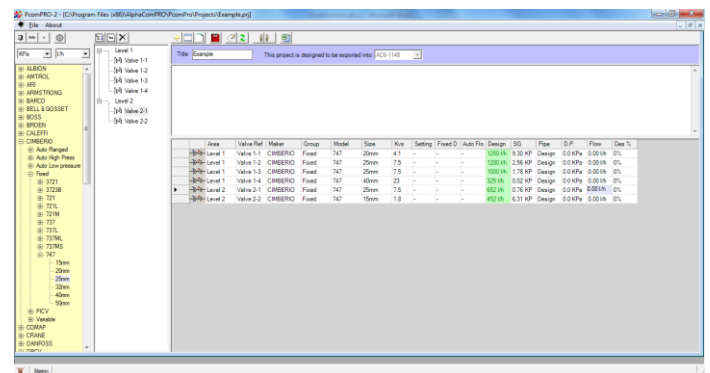 PcomPRO-2 - [C:\Program Files (x86)\AlphaComPRO\PcomPro\Projects\Example.prj]
File About
KPa l/h
ALBION
AMTROL
ARI
ARMSTRONG
BARCO
BELL & GOSSET
BOSS
BRDEN
CALEFFI
CIMBERIO
Auto Ranged
Auto High Press
Auto Low pressure
Fixed
3721
3723B
721
721L
721M
737
737L
737ML
737MS
747
15mm
20mm
25mm
32mm
40mm
50mm
PICV
Variable
COMAP
CRANE
DANFOSS
Level 1
Valve 1-1
Valve 1-2
Valve 1-3
Valve 1-4
Level 2
Valve 2-1
Valve 2-2
Title Example This project is designed to be exported into: AC6-1140
Area Valve Ref Maker Group Model Size Kvs Setting Fixed D Auto Flo Design SG Pipe D.P. Flow Des %
Level 1 Valve 1-1 CIMBERIO Fixed 747 20mm 4.1 - - - 1250 l/h 9.30 KP Design 0.0 KPa 0.00 l/h 0%
Level 1 Valve 1-2 CIMBERIO Fixed 747 25mm 7.5 - - - 1200 l/h 2.56 KP Design 0.0 KPa 0.00 l/h 0%
Level 1 Valve 1-3 CIMBERIO Fixed 747 25mm 7.5 - - - 1000 l/h 1.78 KP Design 0.0 KPa 0.00 l/h 0%
Level 1 Valve 1-4 CIMBERIO Fixed 747 40mm 23 - - - 325 l/h 0.02 KP Design 0.0 KPa 0.00 l/h 0%
Level 2 Valve 2-1 CIMBERIO Fixed 747 25mm 7.5 - - - 652 l/h 0.76 KP Design 0.0 KPa 0.00 l/h 0%
Level 2 Valve 2-2 CIMBERIO Fixed 747 15mm 1.8 - - - 452 l/h 6.31 KP Design 0.0 KPa 0.00 l/h 0%
Metric